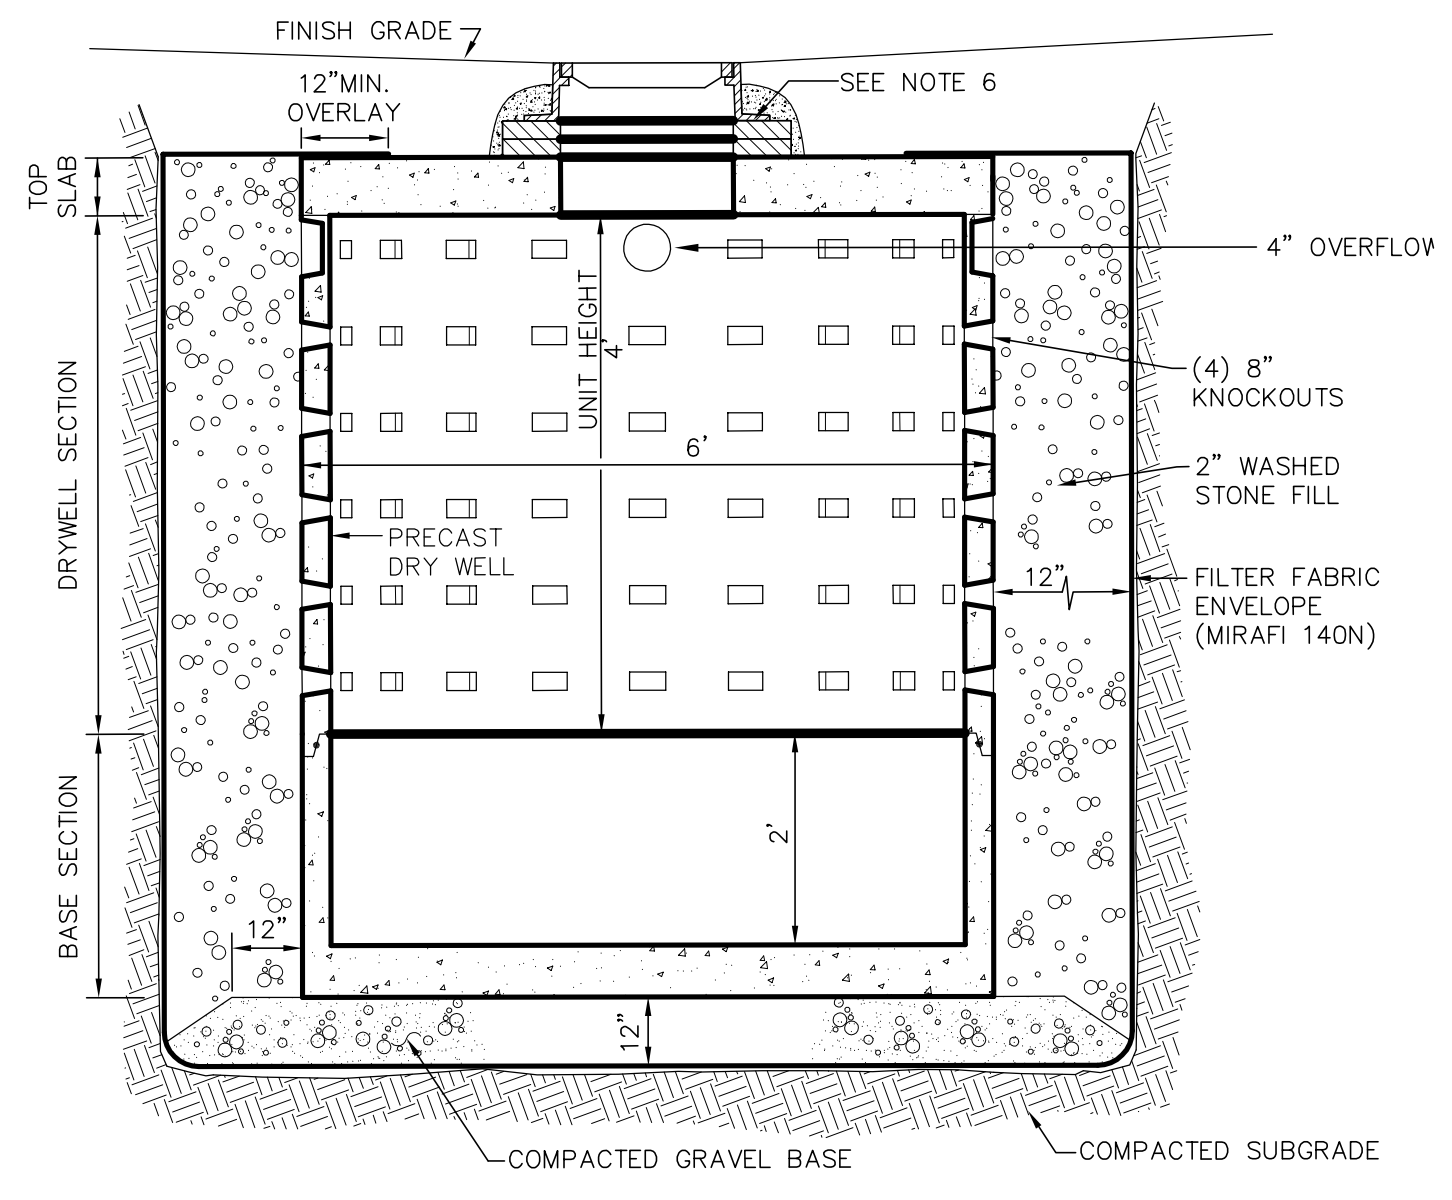 FINISH GRADE
12"MIN.
OVERLAY
SEE NOTE 6
TOP
SLAB
4" OVERFLOW
UNIT HEIGHT
4'
(4) 8"
KNOCKOUTS
DRYWELL SECTION
6'
2" WASHED
STONE FILL
PRECAST
DRY WELL
12"
FILTER FABRIC
ENVELOPE
(MIRAFI 140N)
BASE SECTION
2'
12"
12"
COMPACTED GRAVEL BASE
COMPACTED SUBGRADE